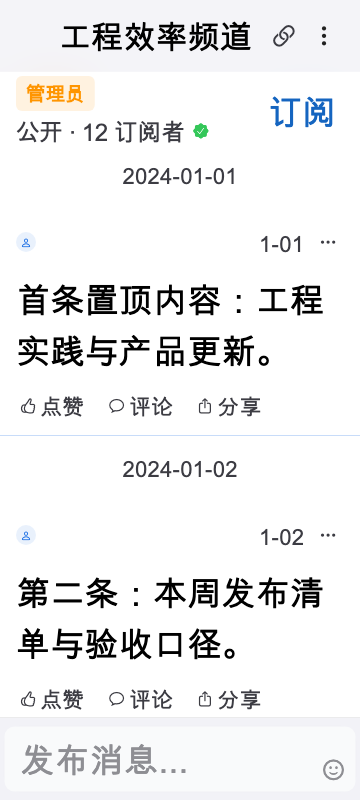 工程效率频道
管理员
公开 · 12 订阅者
订阅
2024-01-01
1-01
首条置顶内容：工程
实践与产品更新。
点赞 评论 分享
2024-01-02
1-02
第二条：本周发布清
单与验收口径。
点赞 评论 分享
发布消息...